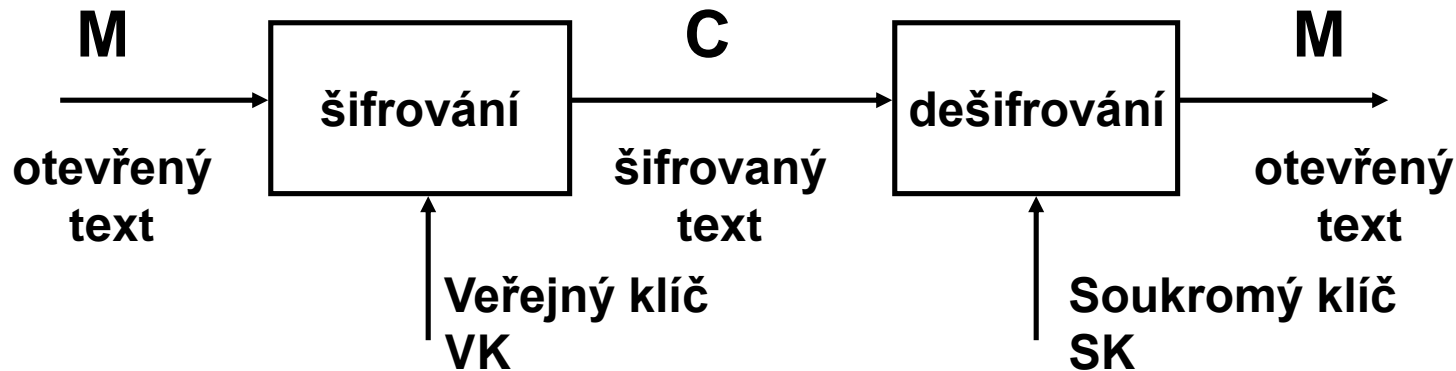 M
C
M
šifrování
dešifrování
otevřený
text
šifrovaný
text
otevřený
text
Veřejný klíč
VK
Soukromý klíč
SK